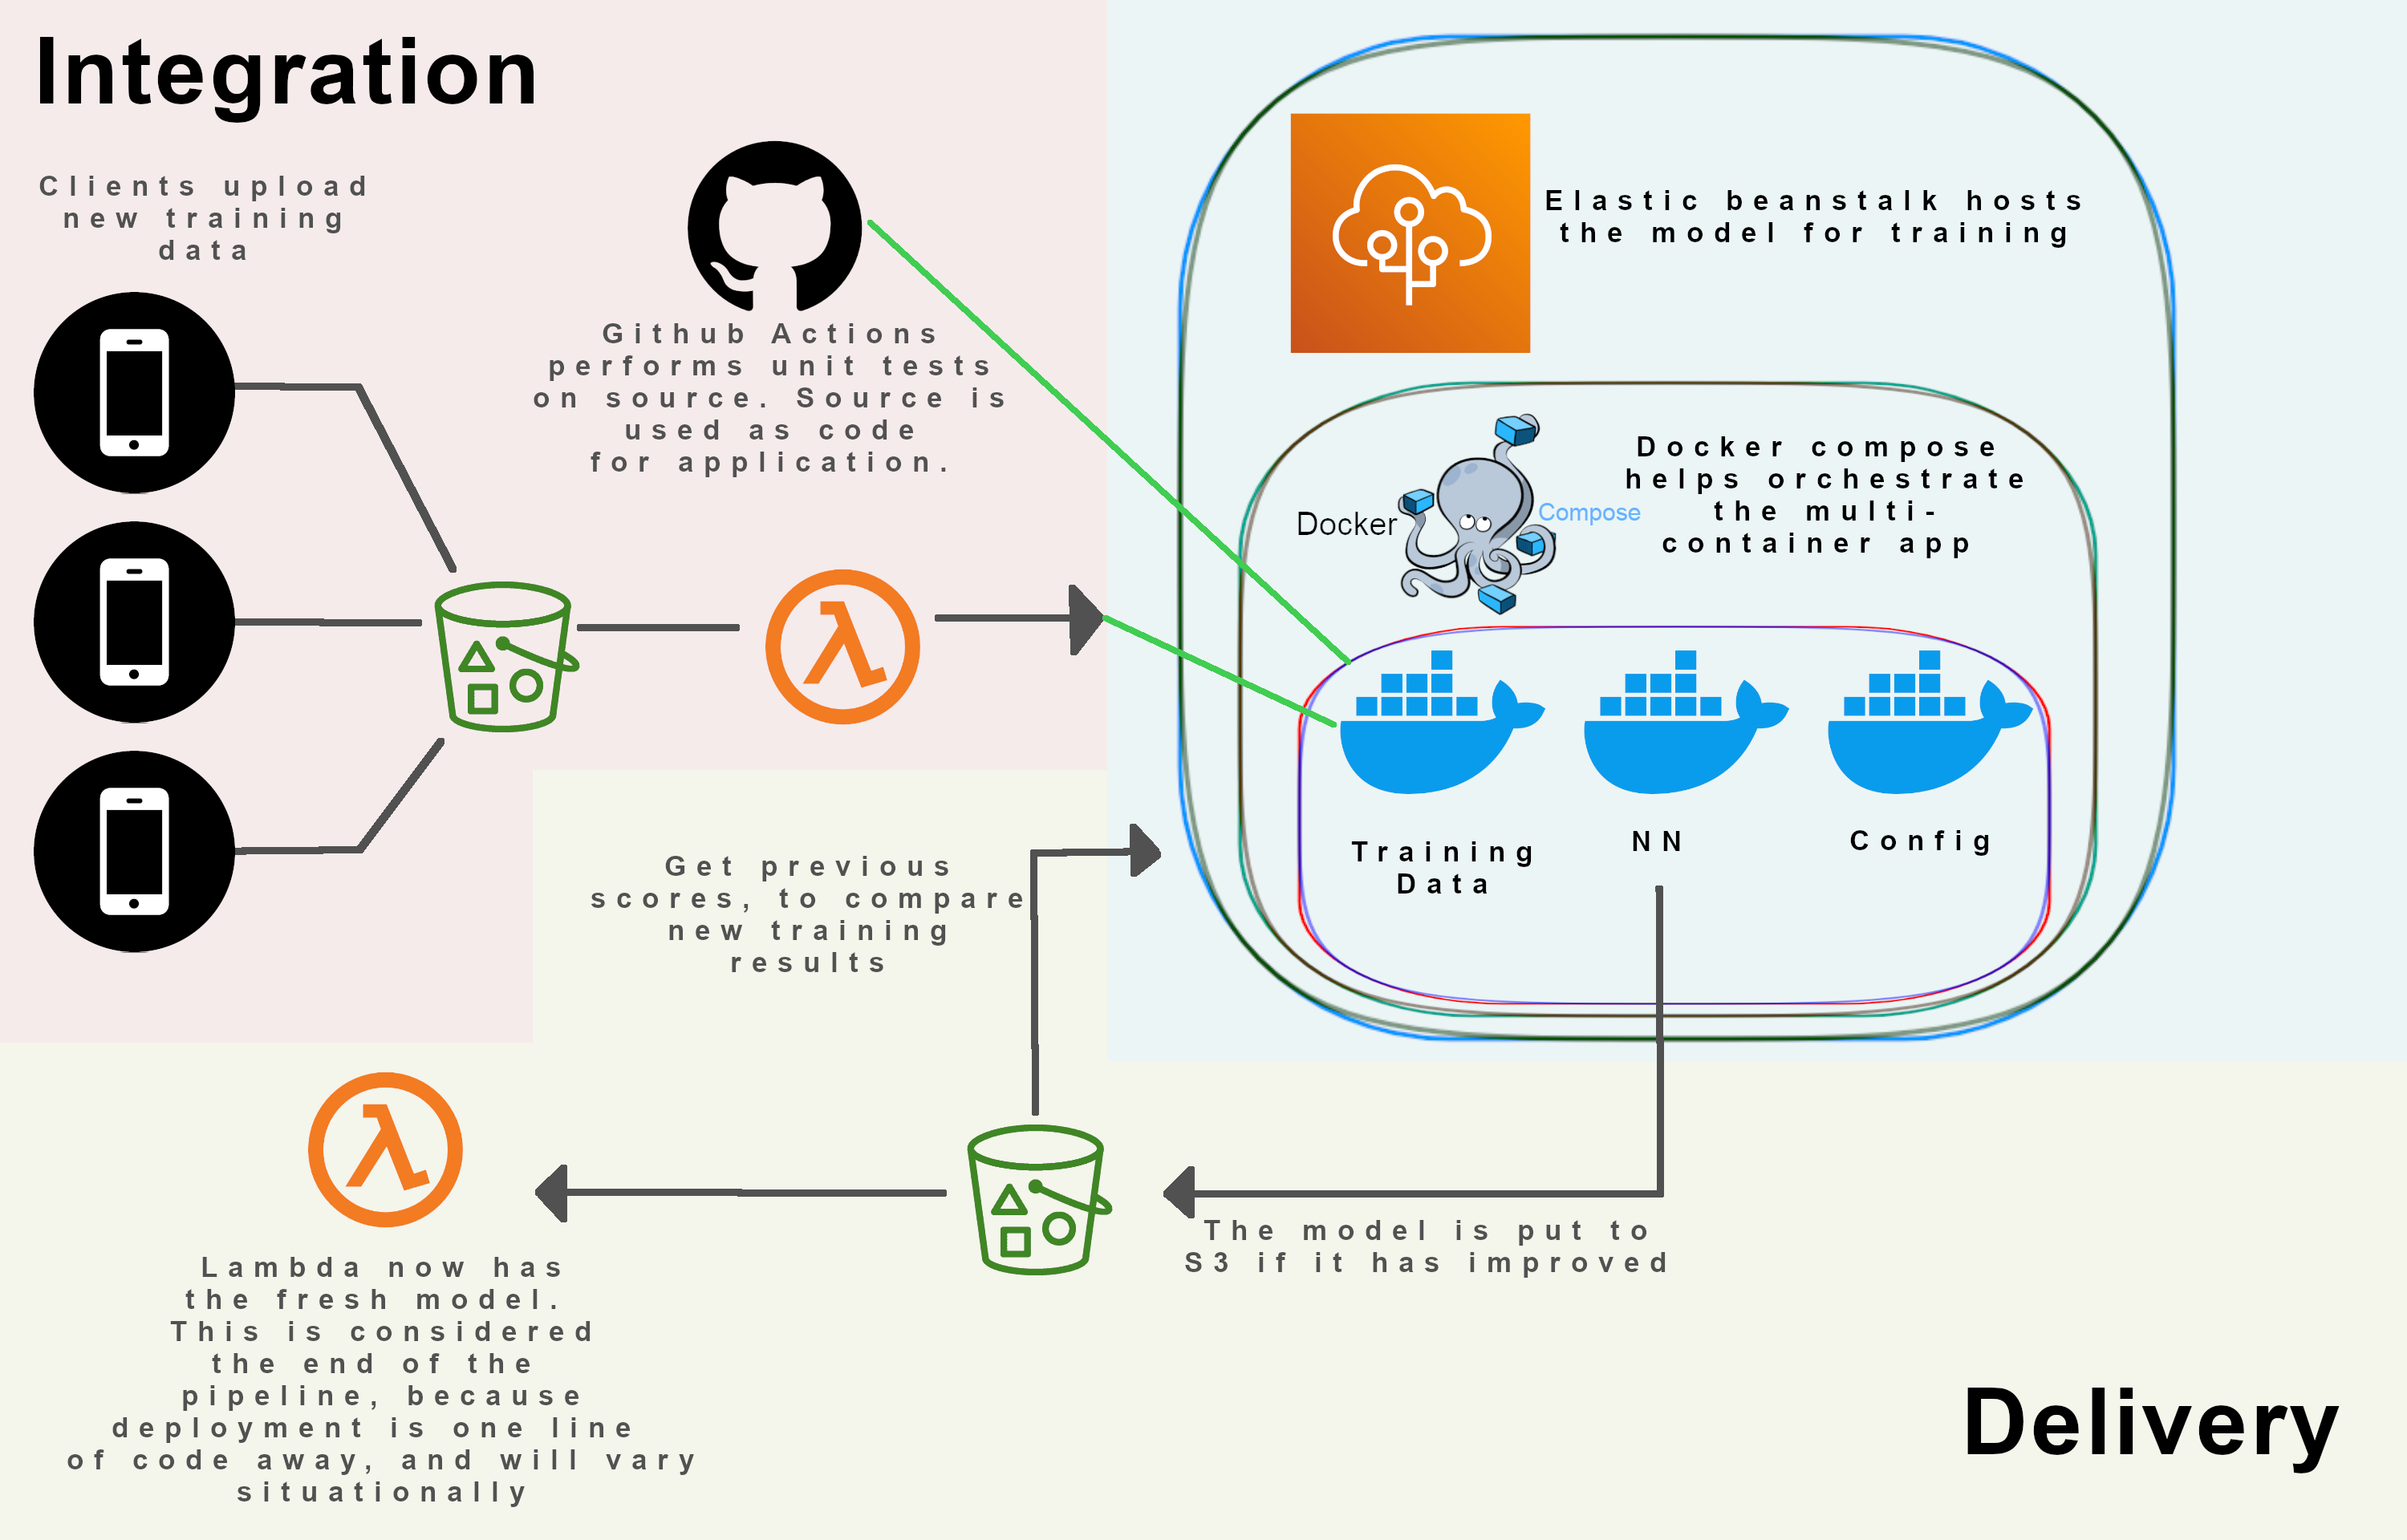 Integration
Clients upload
new training
data
Github Actions
performs unit tests
on source. Source is
used as code
for application.
Elastic beanstalk hosts
the model for training
Docker
Compose
Docker compose
helps orchestrate
the multi-
container app
Training
Data
NN
Config
Get previous
scores, to compare
new training
results
The model is put to
S3 if it has improved
Lambda now has
the fresh model.
This is considered
the end of the
pipeline, because
deployment is one line
of code away, and will vary
situationally
Delivery